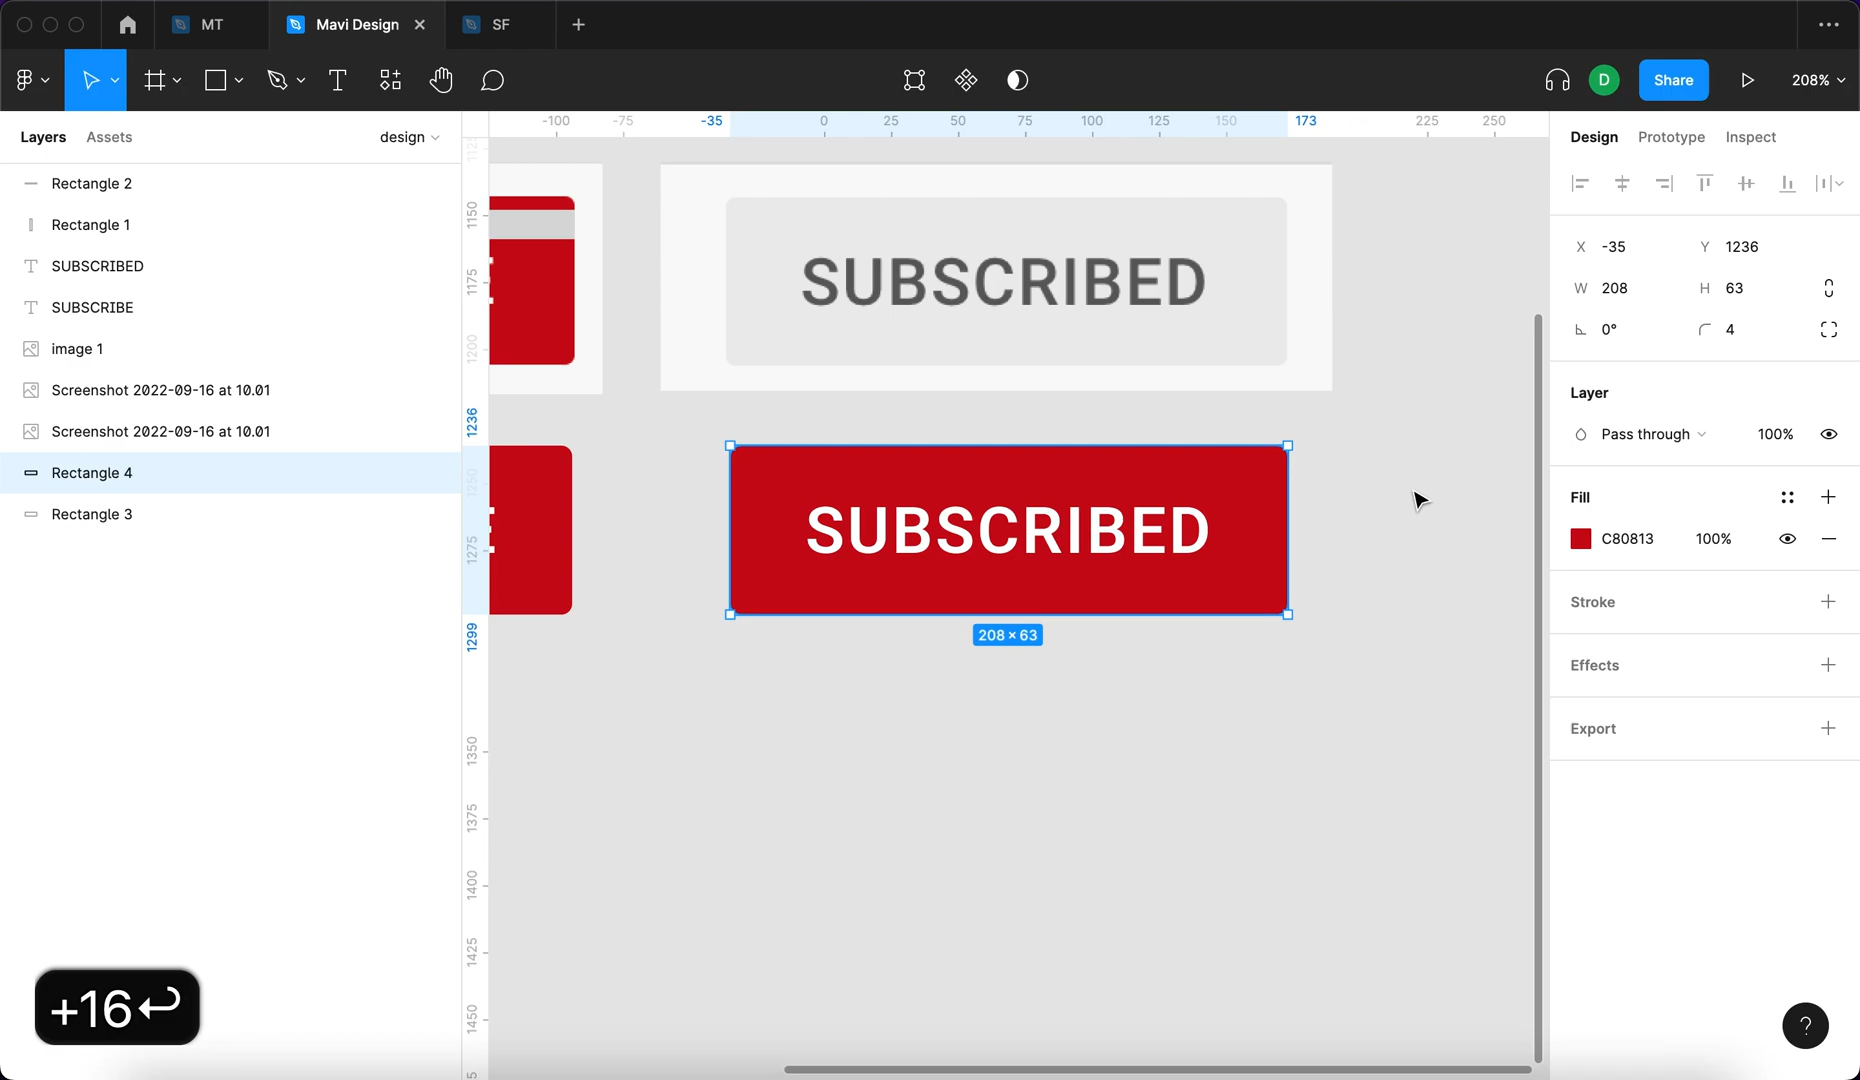 MT
Mavi Design
SF
D
Share
208%
Layers
Assets
design
Rectangle 2
Rectangle 1
SUBSCRIBED
SUBSCRIBE
image 1
Screenshot 2022-09-16 at 10.01
Screenshot 2022-09-16 at 10.01
Rectangle 4
Rectangle 3
-100 -75 -35 0 25 50 75 100 125 150 173 225 250
1125
1150
1175
1200
1236
1250
1275
1299
1350
1375
1400
1425
1450
SUBSCRIBED
E
SUBSCRIBED
E
208 × 63
Design Prototype Inspect
X -35 Y 1236
W 208 H 63
0° 4
Layer
Pass through 100%
Fill
C80813 100%
Stroke
Effects
Export
+16
?